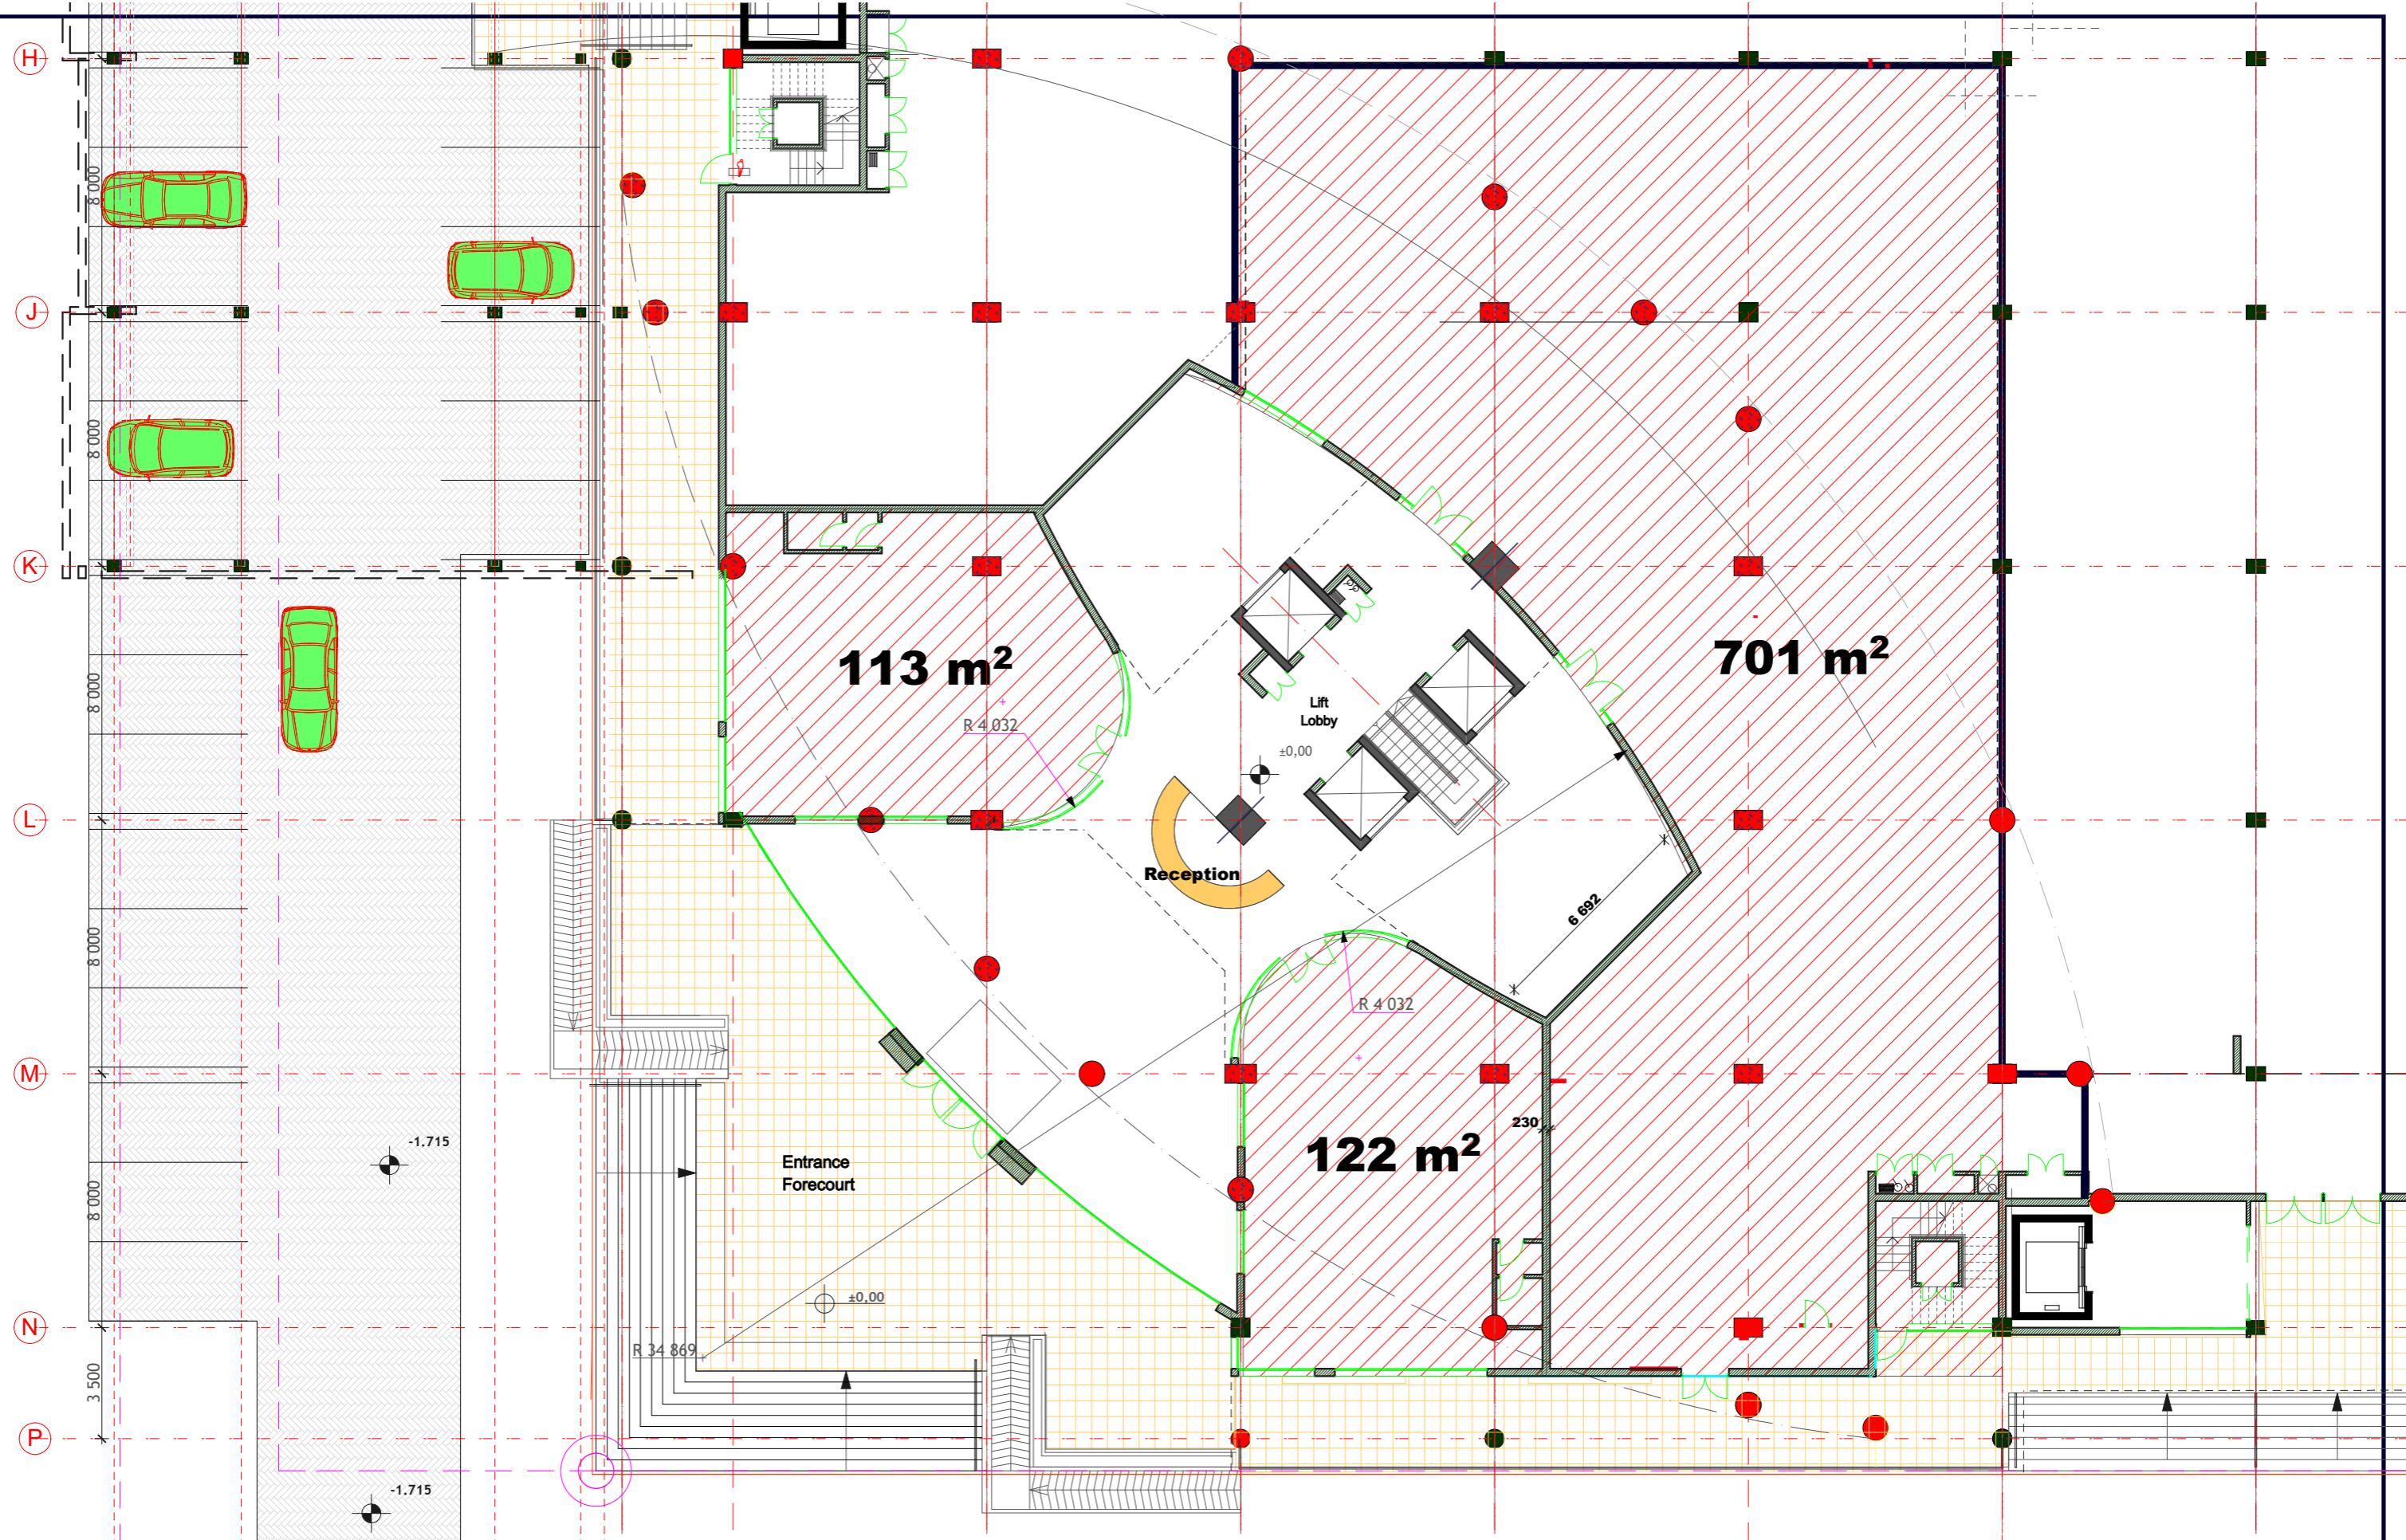 H
8 000
J
8 000
K
113 m²
701 m²
8 000
R 4 032
Lift
Lobby
±0,00
L
Reception
6 692
8 000
R 4 032
M
230
-1.715
122 m²
Entrance
Forecourt
8 000
±0,00
N
R 34 869
3 500
P
-1.715